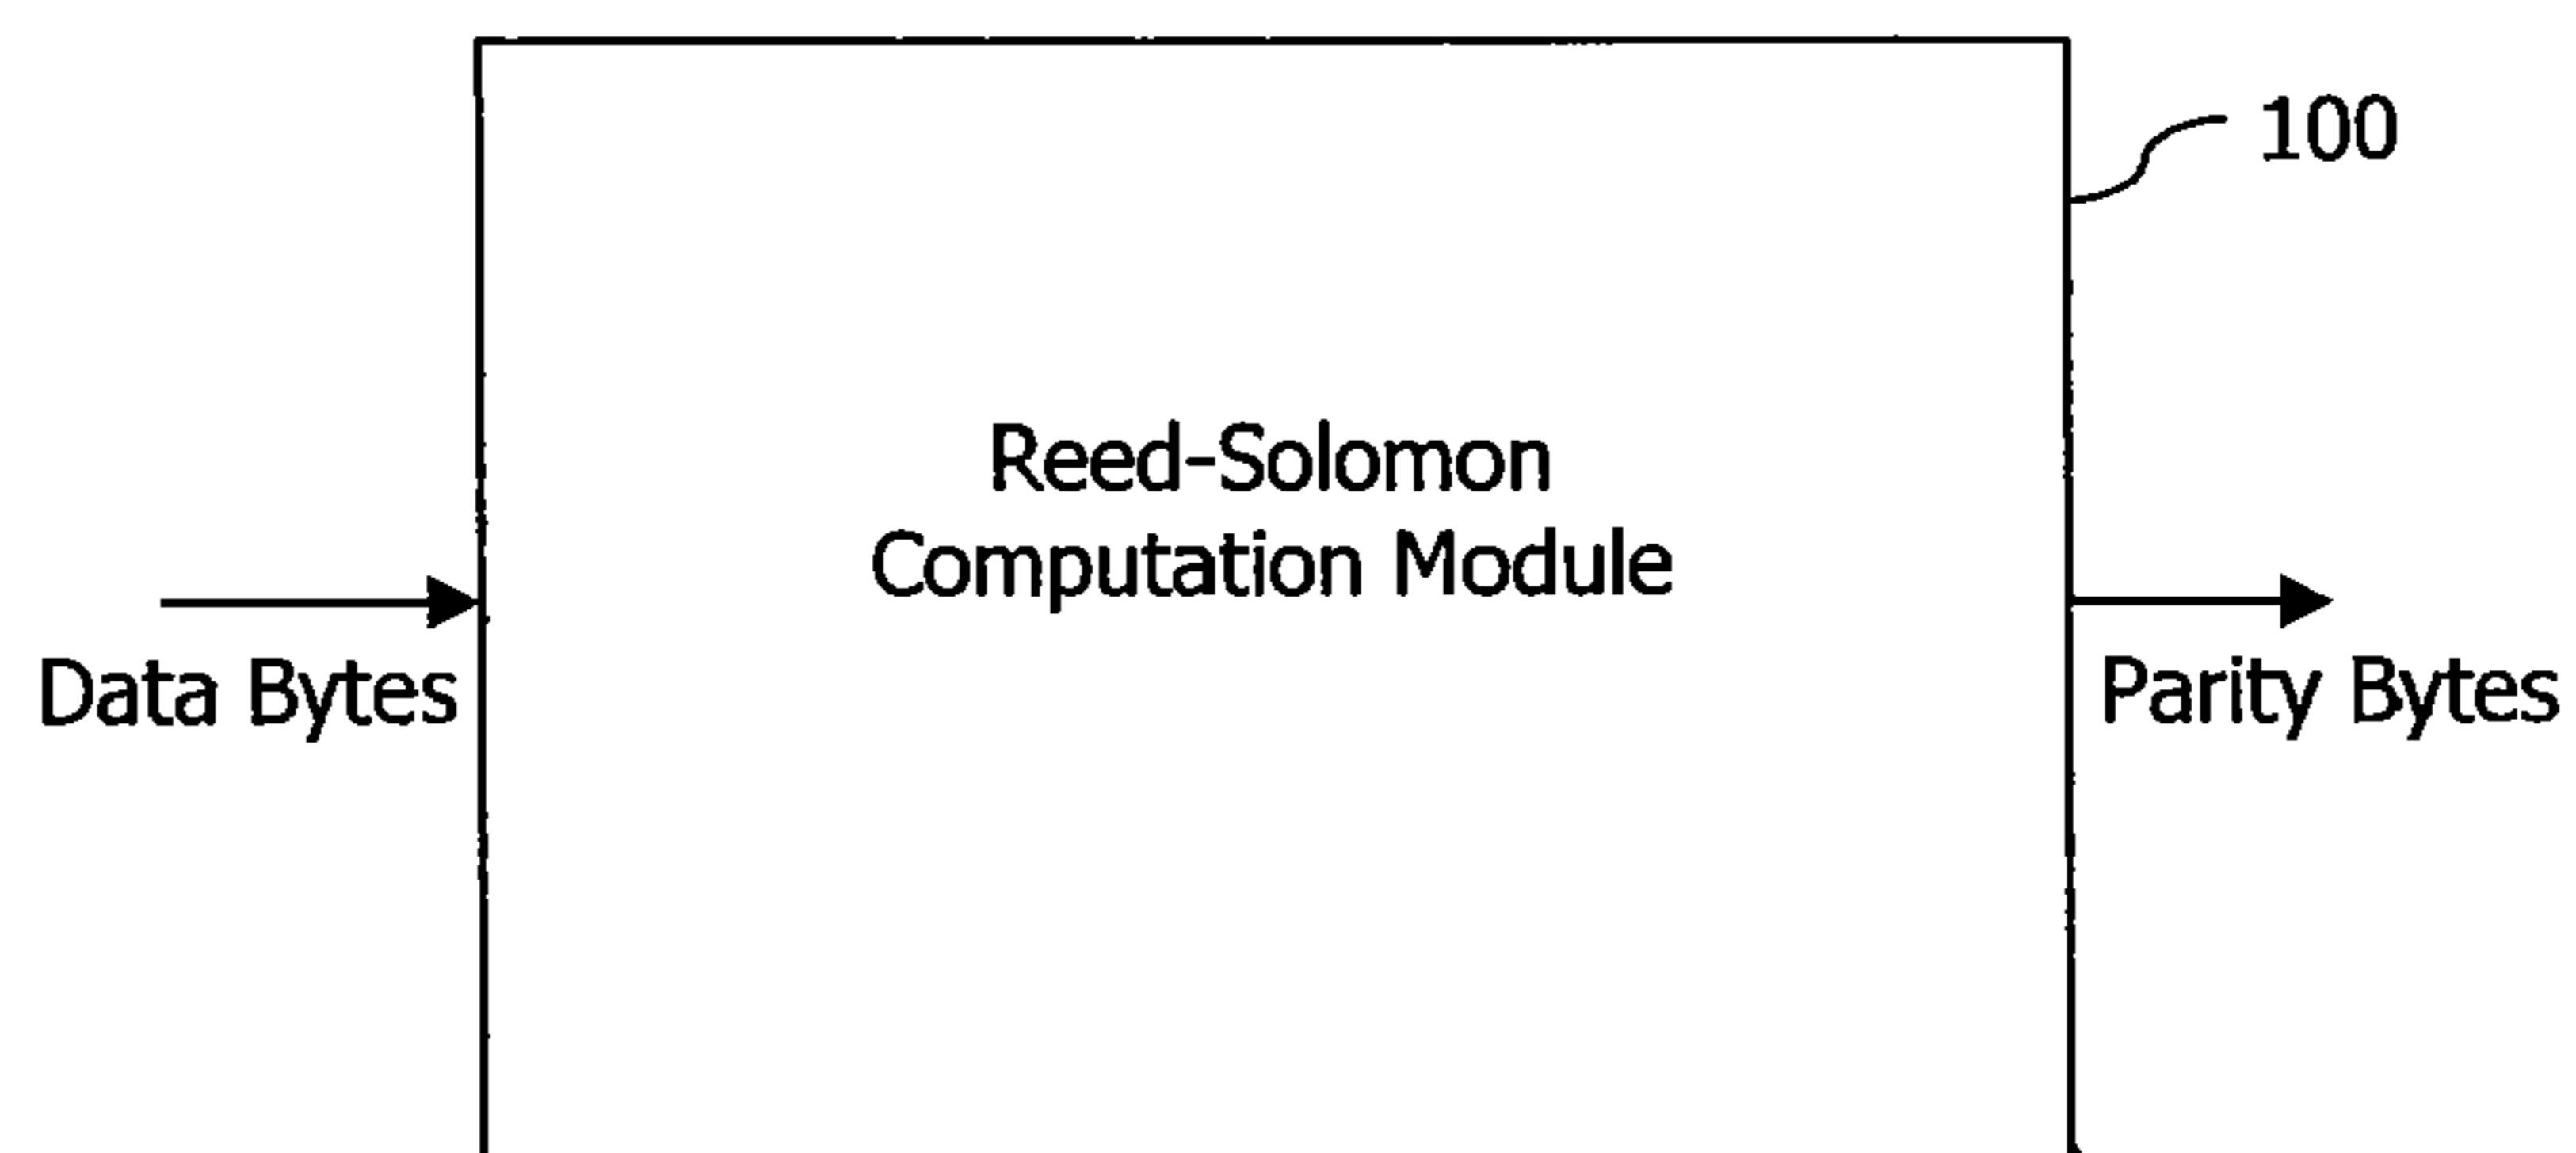 100
Reed-Solomon
Computation Module
Data Bytes
Parity Bytes